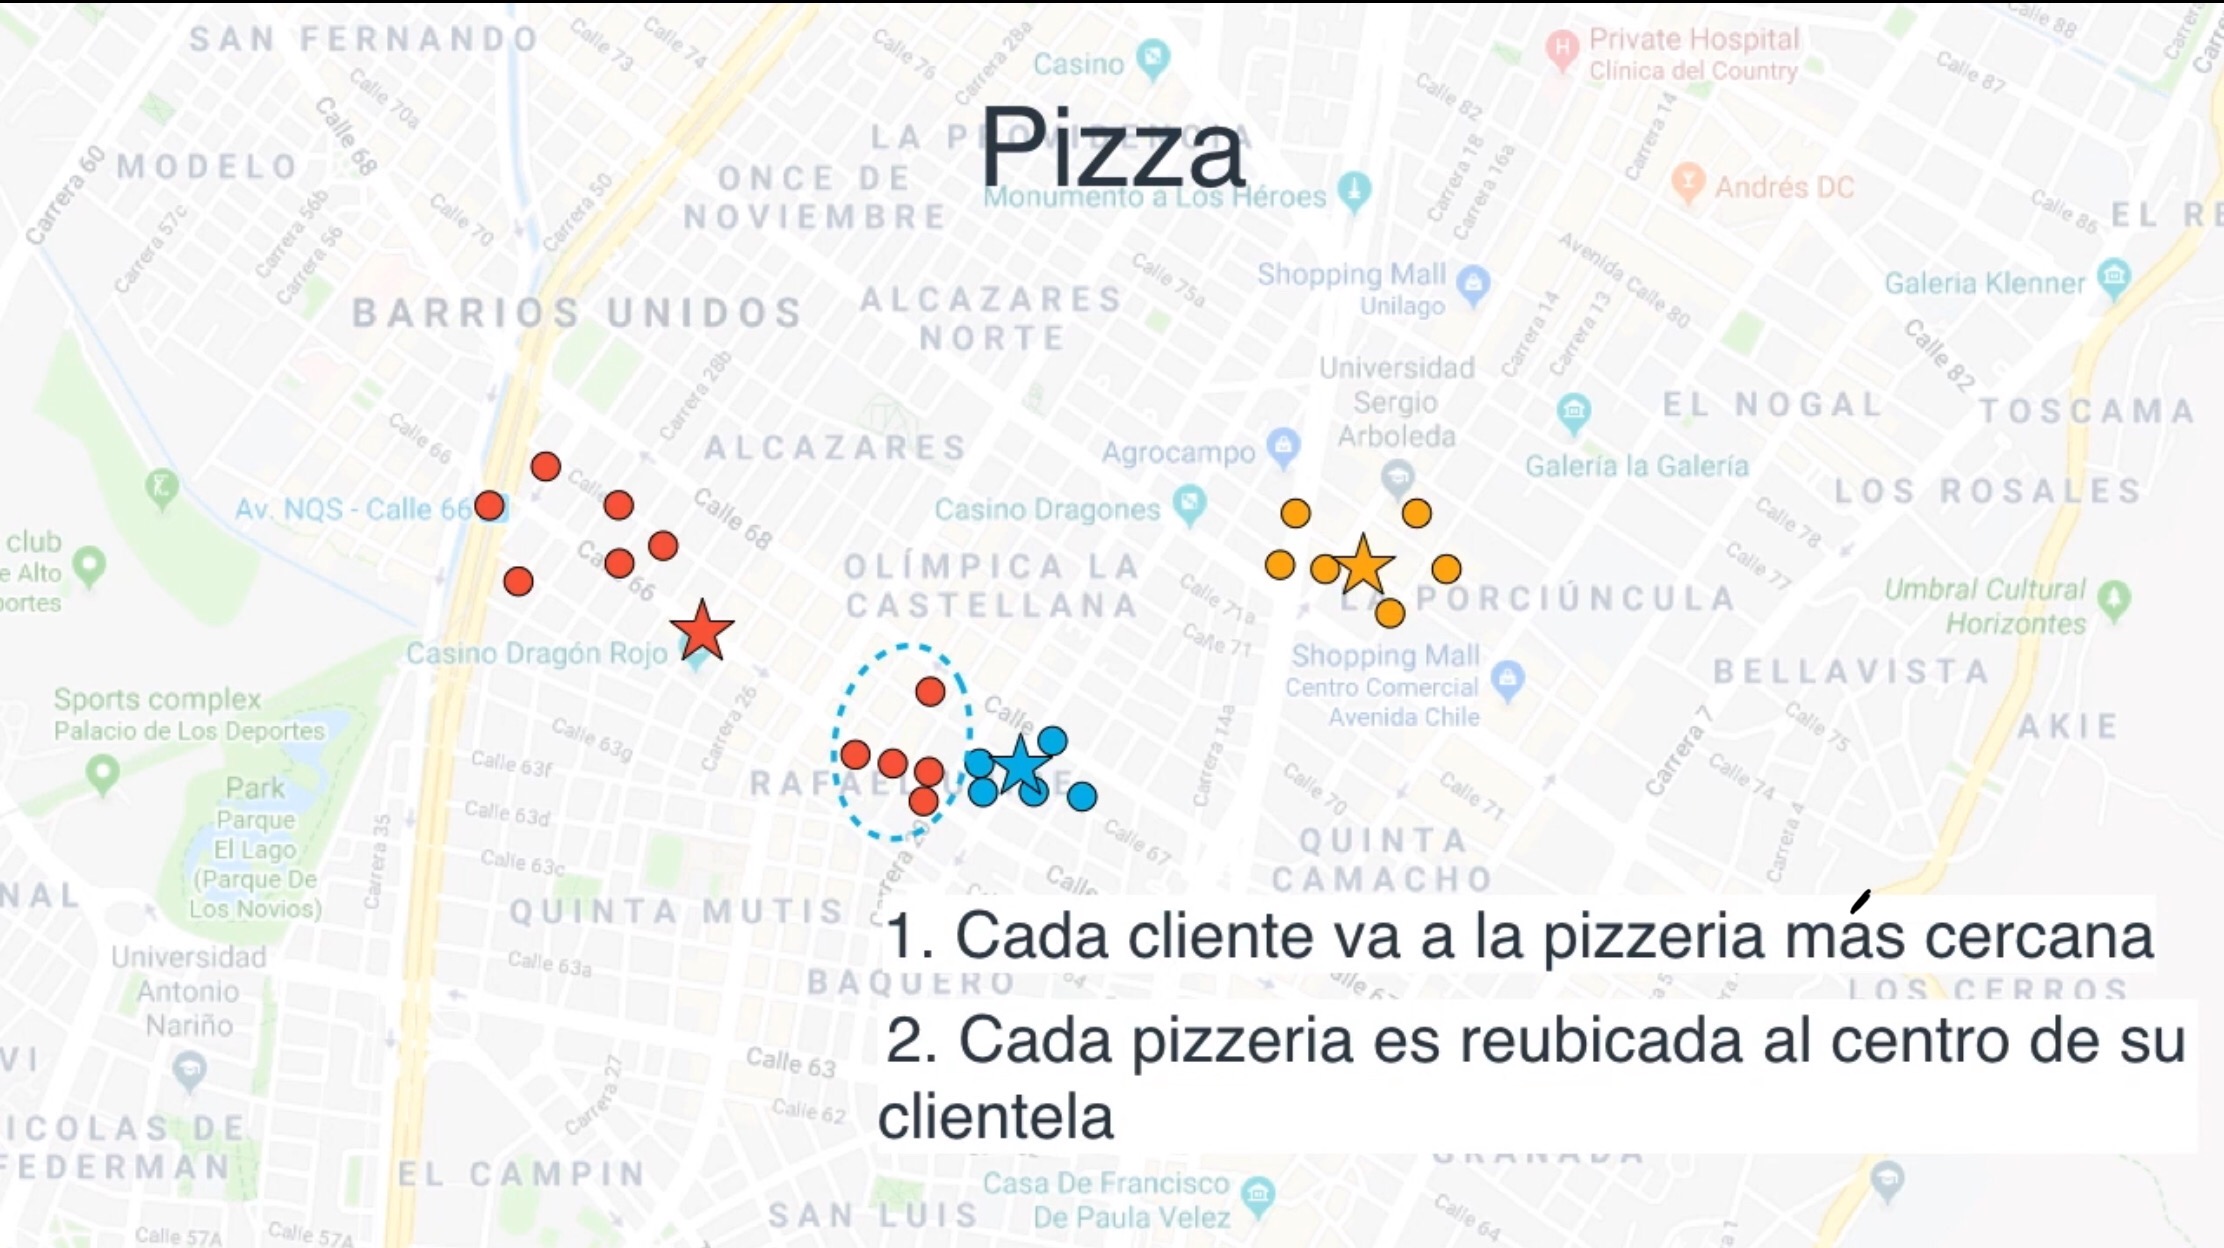 SAN FERNANDO
Calle 73
Calle 74
Calle 76
Carrera 28a
Casino
Private Hospital
Clínica del Country
Calle 88
Calle 87
Calle 70a
Calle 68
Calle 82
Carrera 14
Pizza
LA PROVIDENCIA
Carrera 60
MODELO
ONCE DE
NOVIEMBRE
Monumento a Los Héroes
Carrera 18
Carrera 16a
Andrés DC
Calle 85
EL RE
Carrera 57c
Carrera 56b
Carrera 56
Calle 70
Carrera 50
Avenida Calle 80
Calle 75a
Shopping Mall
Unilago
Galeria Klenner
BARRIOS UNIDOS
ALCAZARES
NORTE
Carrera 14
Carrera 13
Calle 82
Carrera 28b
Universidad
Sergio
Arboleda
EL NOGAL
TOSCAMA
Calle 66
ALCAZARES
Agrocampo
Galería la Galería
Av. NQS - Calle 66
Calle 68
Casino Dragones
LOS ROSALES
Calle 78
club
e Alto
portes
Calle 66
OLÍMPICA LA
CASTELLANA
Calle 71a
Calle 71
LA PORCIÚNCULA
Calle 77
Umbral Cultural
Horizontes
Casino Dragón Rojo
Shopping Mall
Centro Comercial
Avenida Chile
BELLAVISTA
Sports complex
Palacio de Los Deportes
Calle 63g
Carrera 26
Calle
Carrera 14a
Carrera 7
Calle 75
AKIE
Calle 63f
RAFAEL
Calle 70
Calle 71
Calle 74
Park
Parque
El Lago
(Parque De
Los Novios)
Carrera 35
Calle 63d
Calle 63c
Calle 67
Calle
QUINTA
CAMACHO
Carrera 4
NAL
QUINTA MUTIS
1. Cada cliente va a la pizzeria más cercana
Universidad
Antonio
Nariño
Calle 63a
BAQUERO
LOS CERROS
2. Cada pizzeria es reubicada al centro de su
clientela
VI
Calle 63
Carrera 27
Calle 62
ICOLAS DE
FEDERMAN
EL CAMPIN
GRANADA
Casa De Francisco
De Paula Velez
SAN LUIS
Calle 64
Calle 57A
Calle 57A